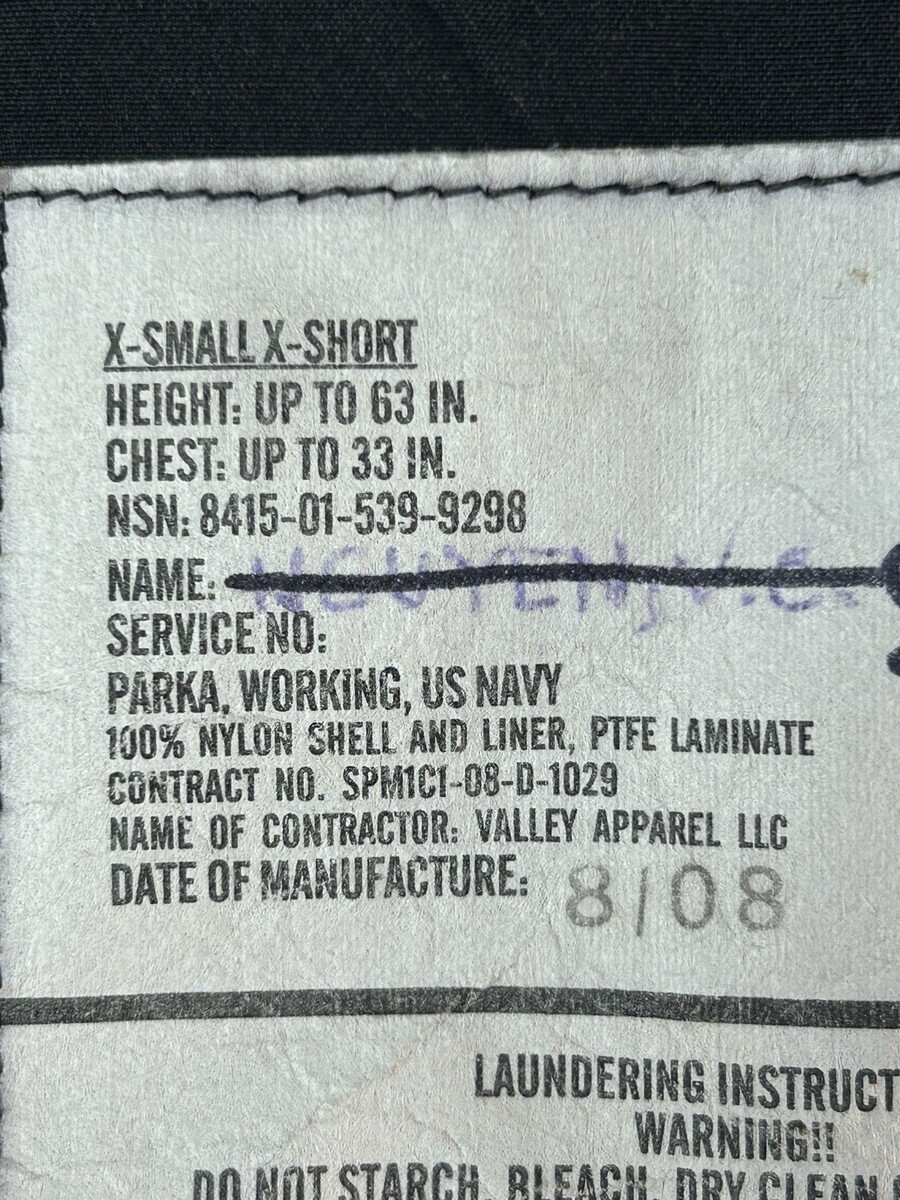 X-SMALL X-SHORT
HEIGHT: UP TO 63 IN.
CHEST: UP TO 33 IN.
NSN: 8415-01-539-9298
NAME: NGUYEN, V.C.
SERVICE NO:
PARKA, WORKING, US NAVY
100% NYLON SHELL AND LINER, PTFE LAMINATE
CONTRACT NO. SPM1C1-08-D-1029
NAME OF CONTRACTOR: VALLEY APPAREL LLC
DATE OF MANUFACTURE: 8/08
LAUNDERING INSTRUCT
WARNING!!
DO NOT STARCH, BLEACH, DRY CLEAN